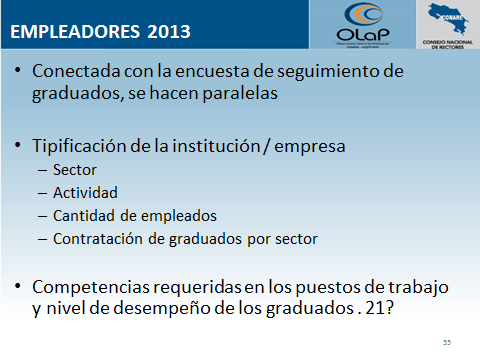 EMPLEADORES 2013
OLaP
CONARE
CONSEJO NACIONAL
DE RECTORES
• Conectada con la encuesta de seguimiento de
graduados, se hacen paralelas
• Tipificación de la institución / empresa
– Sector
– Actividad
– Cantidad de empleados
– Contratación de graduados por sector
• Competencias requeridas en los puestos de trabajo
y nivel de desempeño de los graduados . 21?
55